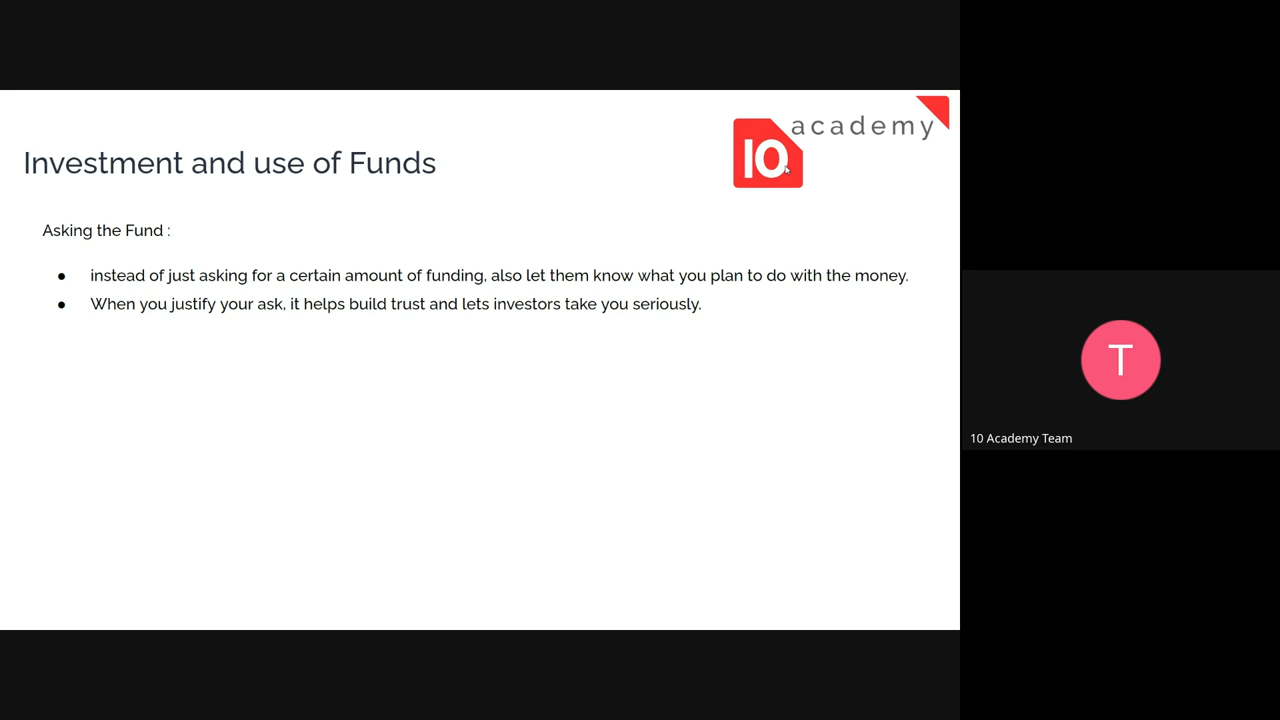 academy
10
Investment and use of Funds
Asking the Fund :
● instead of just asking for a certain amount of funding, also let them know what you plan to do with the money.
● When you justify your ask, it helps build trust and lets investors take you seriously.
T
10 Academy Team